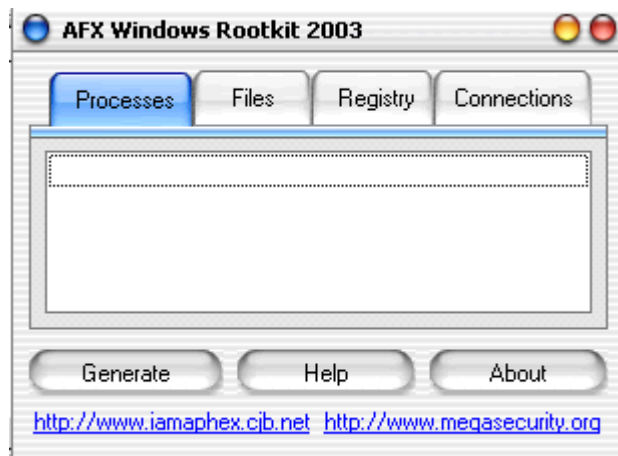 AFX Windows Rootkit 2003
Processes Files Registry Connections
Generate Help About
http://www.iamaphex.cjb.net http://www.megasecurity.org